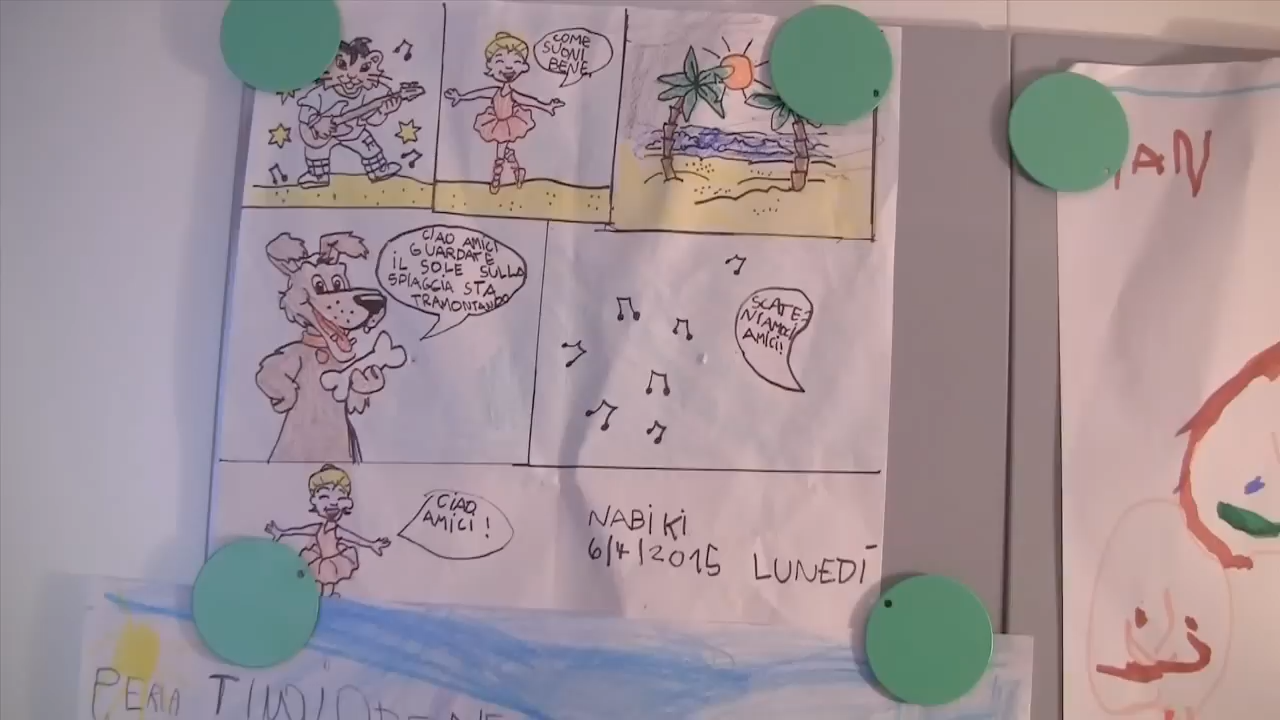 COME
SUONI
BENE
CIAO AMICI
GUARDATE
IL SOLE SULLA
SPIAGGIA STA
TRAMONTANDO
SCATE-
NIAMOCI
AMICI!
CIAO
AMICI!
NABIKI
6/4/2015 LUNEDÌ
AN
PERLA